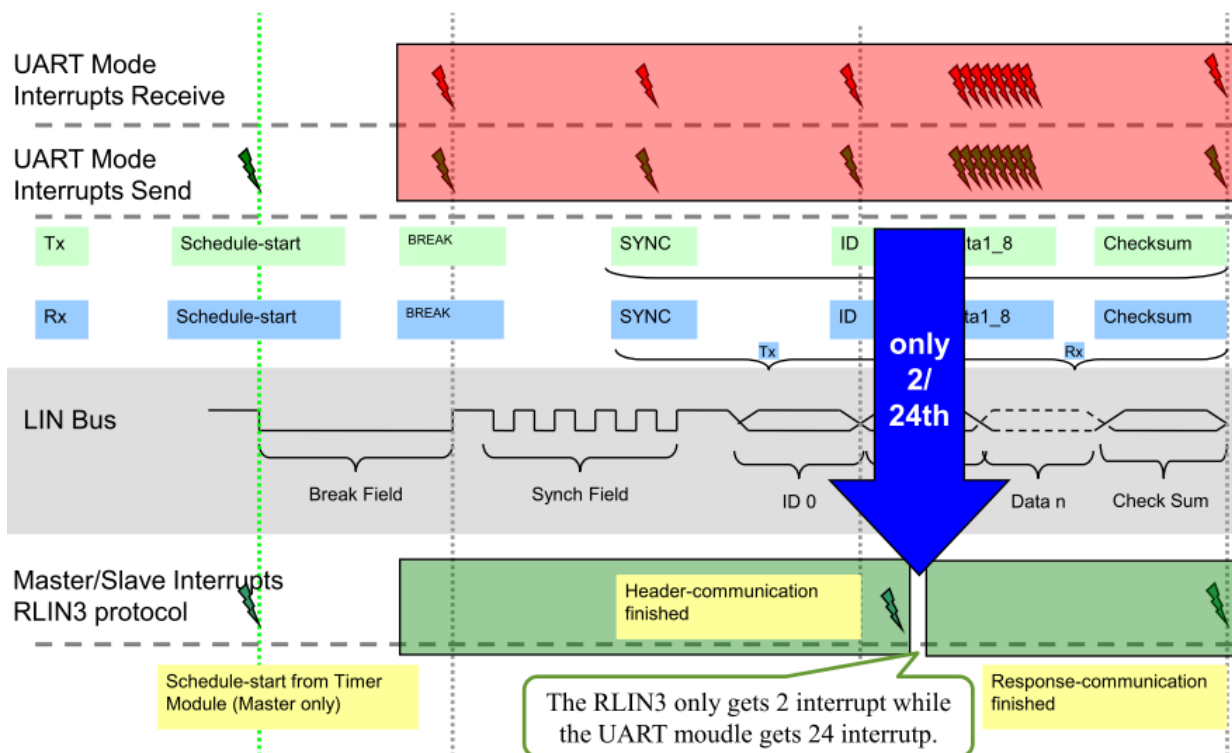 UART Mode
Interrupts Receive
UART Mode
Interrupts Send
Tx
Schedule-start
BREAK
SYNC
ID
ta1_8
Checksum
Rx
Schedule-start
BREAK
SYNC
ID
ta1_8
Checksum
Tx
Rx
only
2/
24th
LIN Bus
Break Field
Synch Field
ID 0
Data n
Check Sum
Master/Slave Interrupts
RLIN3 protocol
Header-communication
finished
Schedule-start from Timer
Module (Master only)
The RLIN3 only gets 2 interrupt while
the UART moudle gets 24 interrutp.
Response-communication
finished